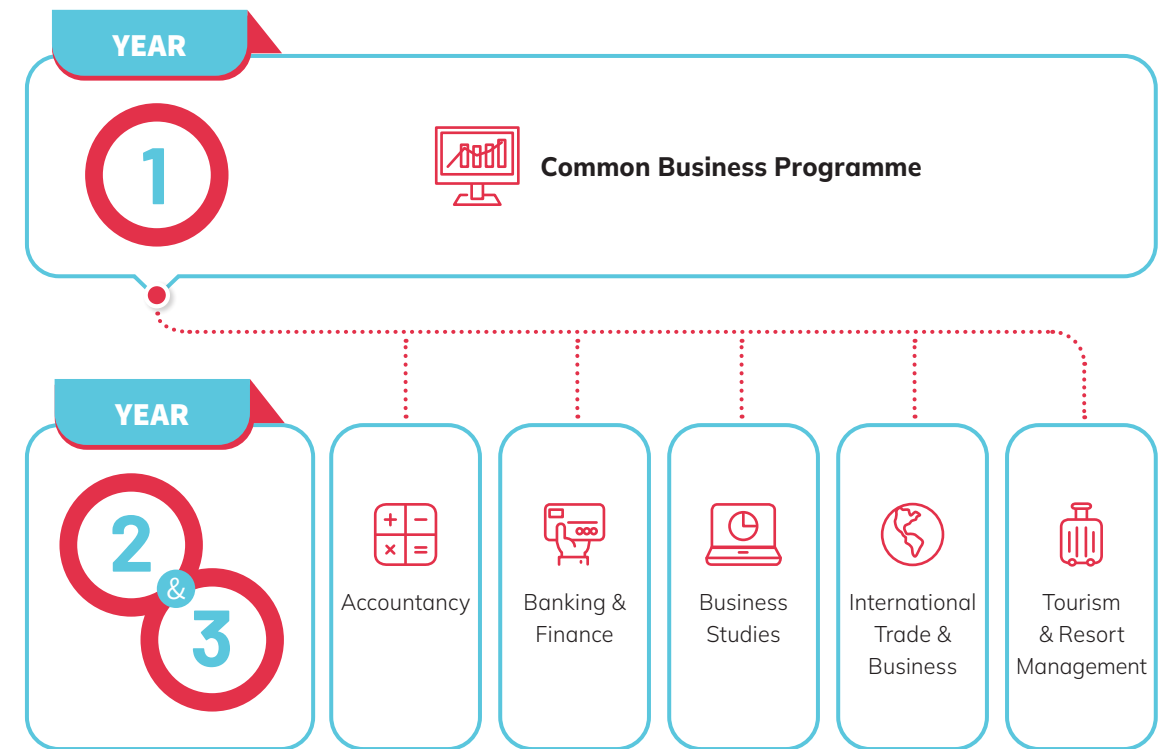 YEAR
1
Common Business Programme
YEAR
2
&
3
Accountancy
Banking &
Finance
Business
Studies
International
Trade &
Business
Tourism
& Resort
Management